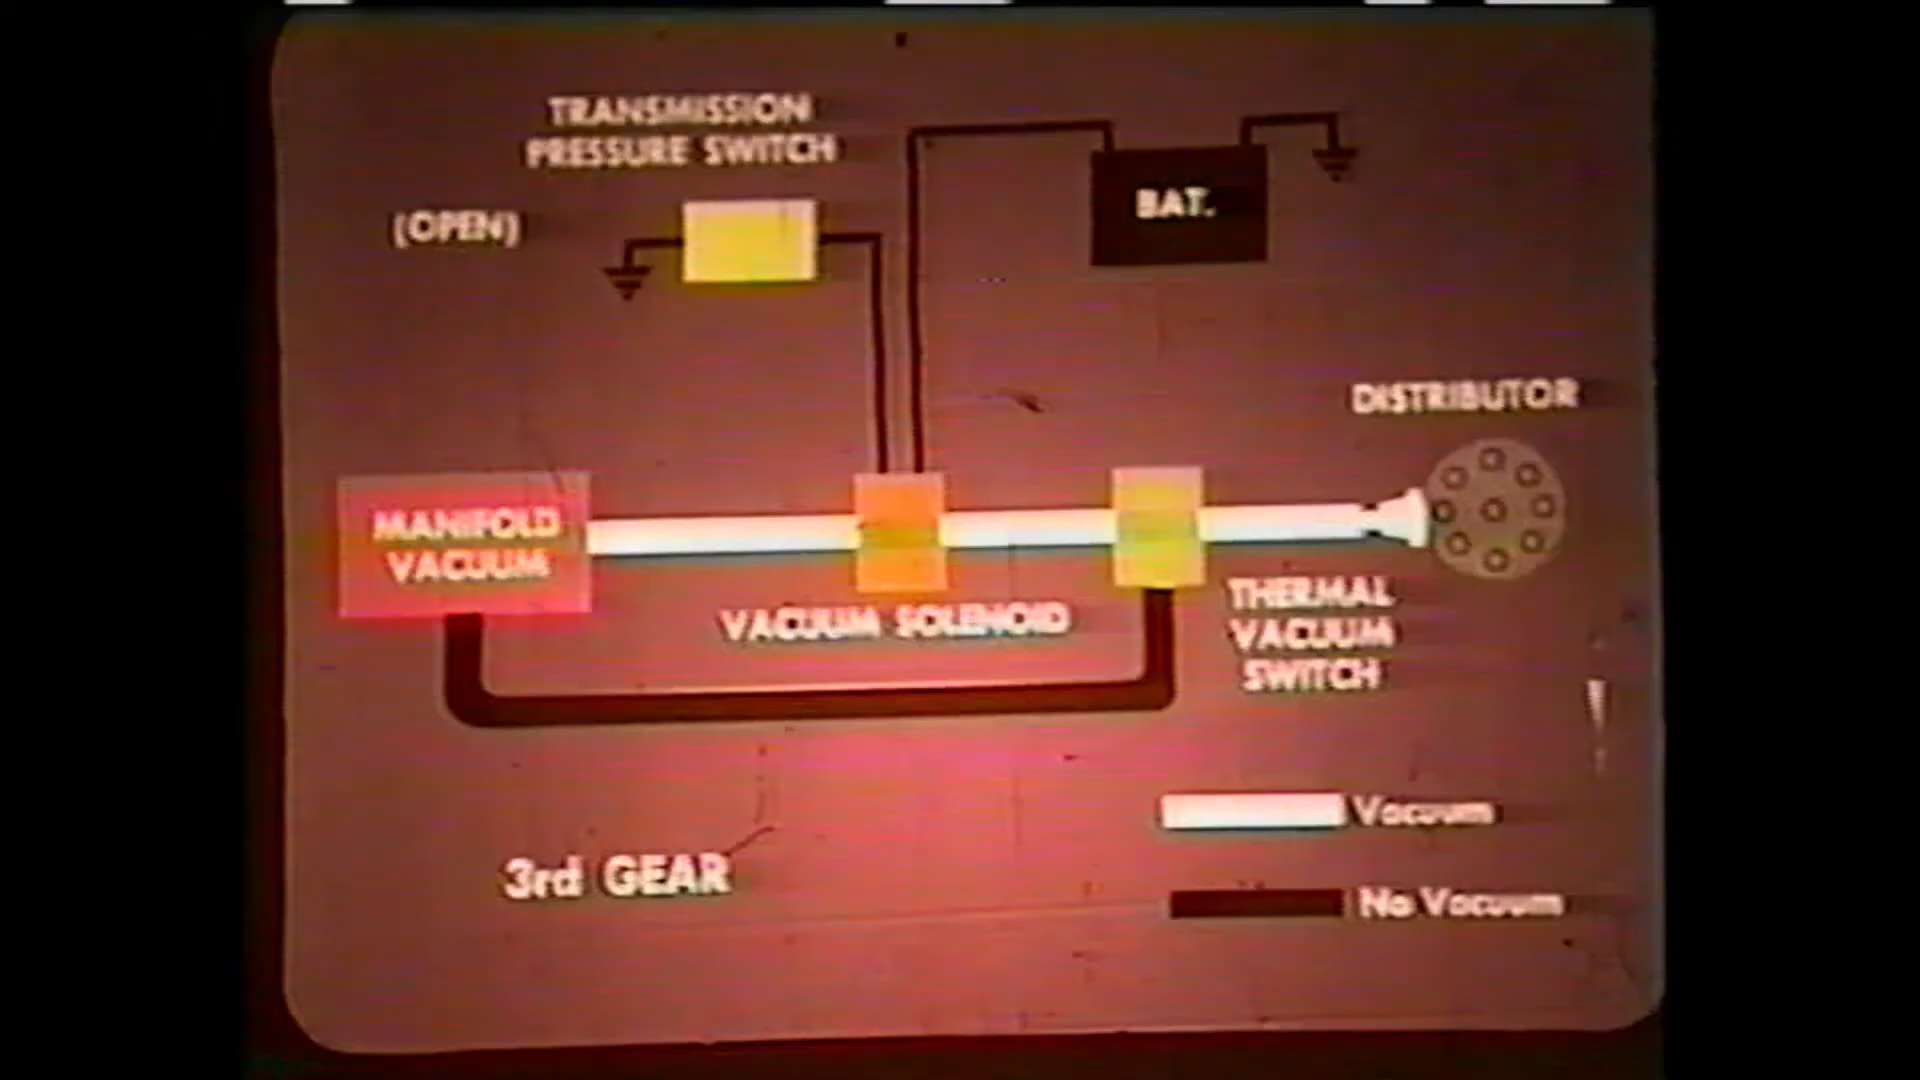 TRANSMISSION
PRESSURE SWITCH
(OPEN)
BAT.
DISTRIBUTOR
MANIFOLD
VACUUM
VACUUM SOLENOID
THERMAL
VACUUM
SWITCH
Vacuum
3rd GEAR
No Vacuum